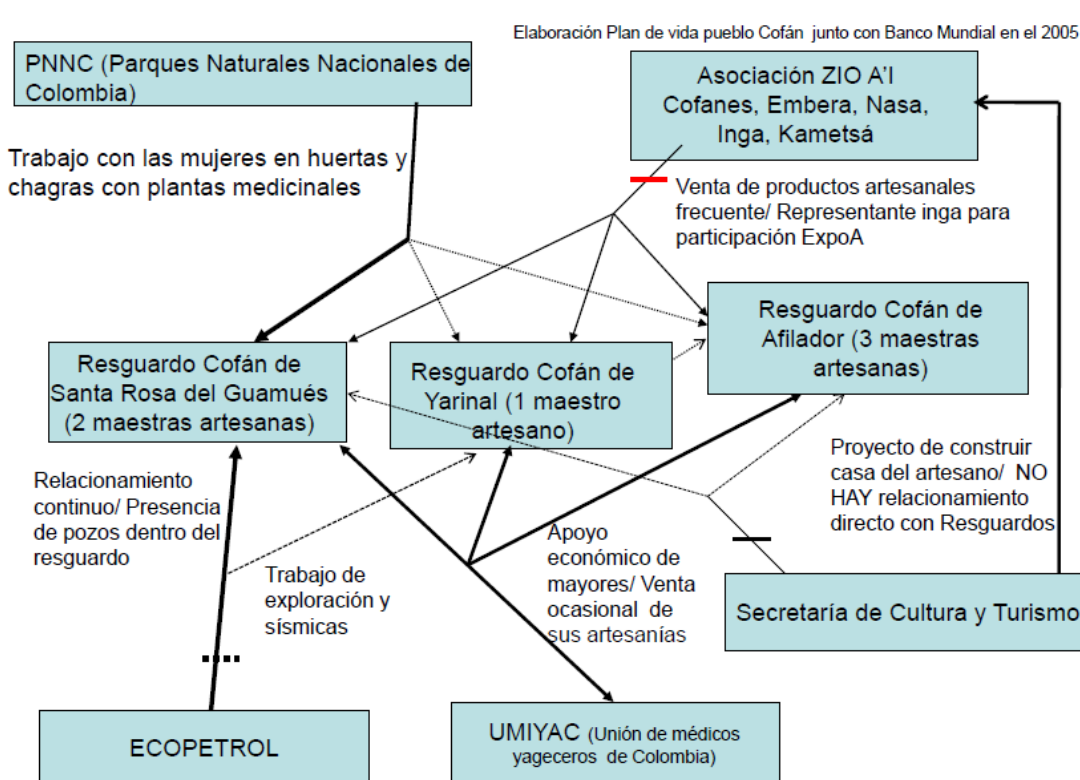 Elaboración Plan de vida pueblo Cofán junto con Banco Mundial en el 2005
PNNC (Parques Naturales Nacionales de
Colombia)
Asociación ZIO A'I
Cofanes, Embera, Nasa,
Inga, Kametsá
Trabajo con las mujeres en huertas y
chagras con plantas medicinales
Venta de productos artesanales
frecuente/ Representante inga para
participación ExpoA
Resguardo Cofán de
Afilador (3 maestras
artesanas)
Resguardo Cofán de
Santa Rosa del Guamués
(2 maestras artesanas)
Resguardo Cofán de
Yarinal (1 maestro
artesano)
Relacionamiento
continuo/ Presencia
de pozos dentro del
resguardo
Proyecto de construir
casa del artesano/ NO
HAY relacionamiento
directo con Resguardos
Trabajo de
exploración y
sísmicas
Apoyo
económico de
mayores/ Venta
ocasional de
sus artesanías
Secretaría de Cultura y Turismo
ECOPETROL
UMIYAC (Unión de médicos
yageceros de Colombia)